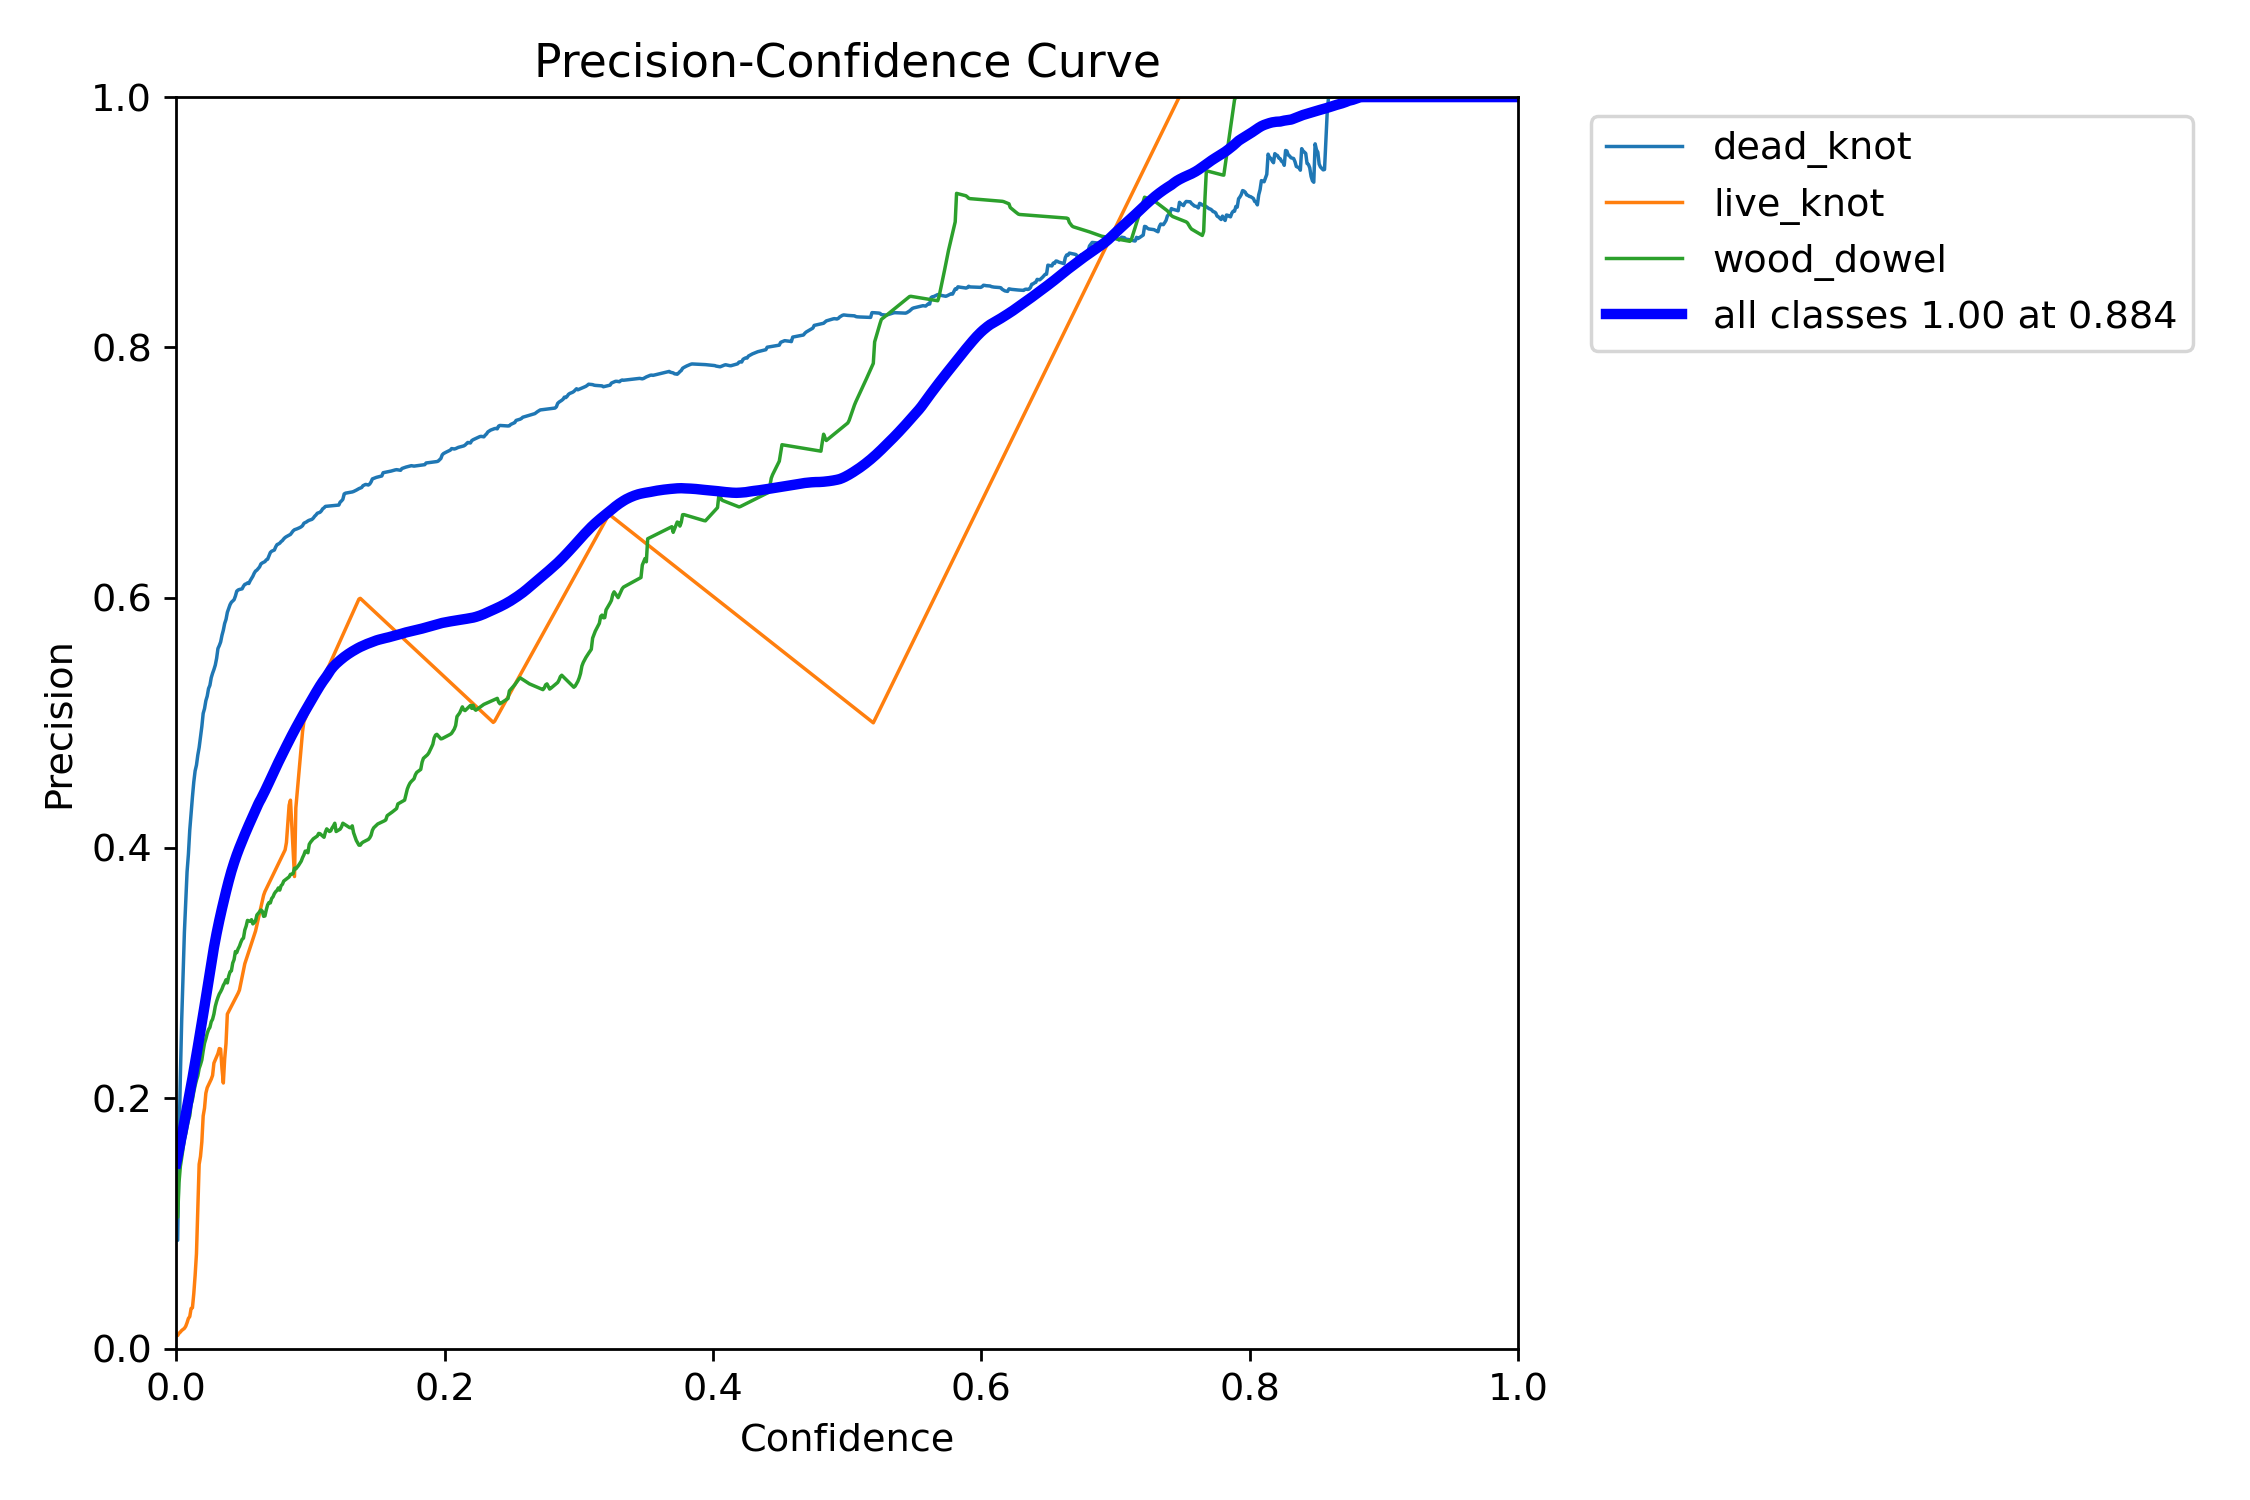 Precision-Confidence Curve
1.0
0.8
0.6
0.4
0.2
0.0
Precision
0.0 0.2 0.4 0.6 0.8 1.0
Confidence
dead_knot
live_knot
wood_dowel
all classes 1.00 at 0.884